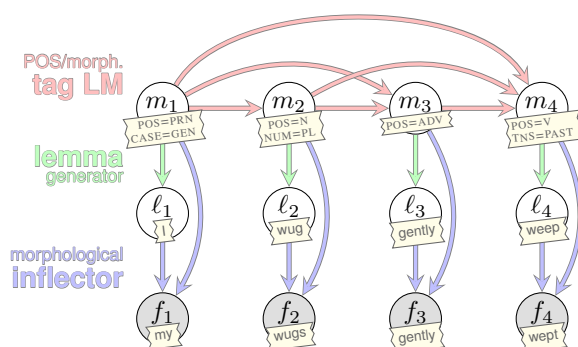 POS/morph.
tag LM
m1 m2 m3 m4
POS=PRN CASE=GEN
POS=N NUM=PL
POS=ADV
POS=V TNS=PAST
lemma
generator
ℓ1 ℓ2 ℓ3 ℓ4
I wug gently weep
morphological
inflector
f1 f2 f3 f4
my wugs gently wept